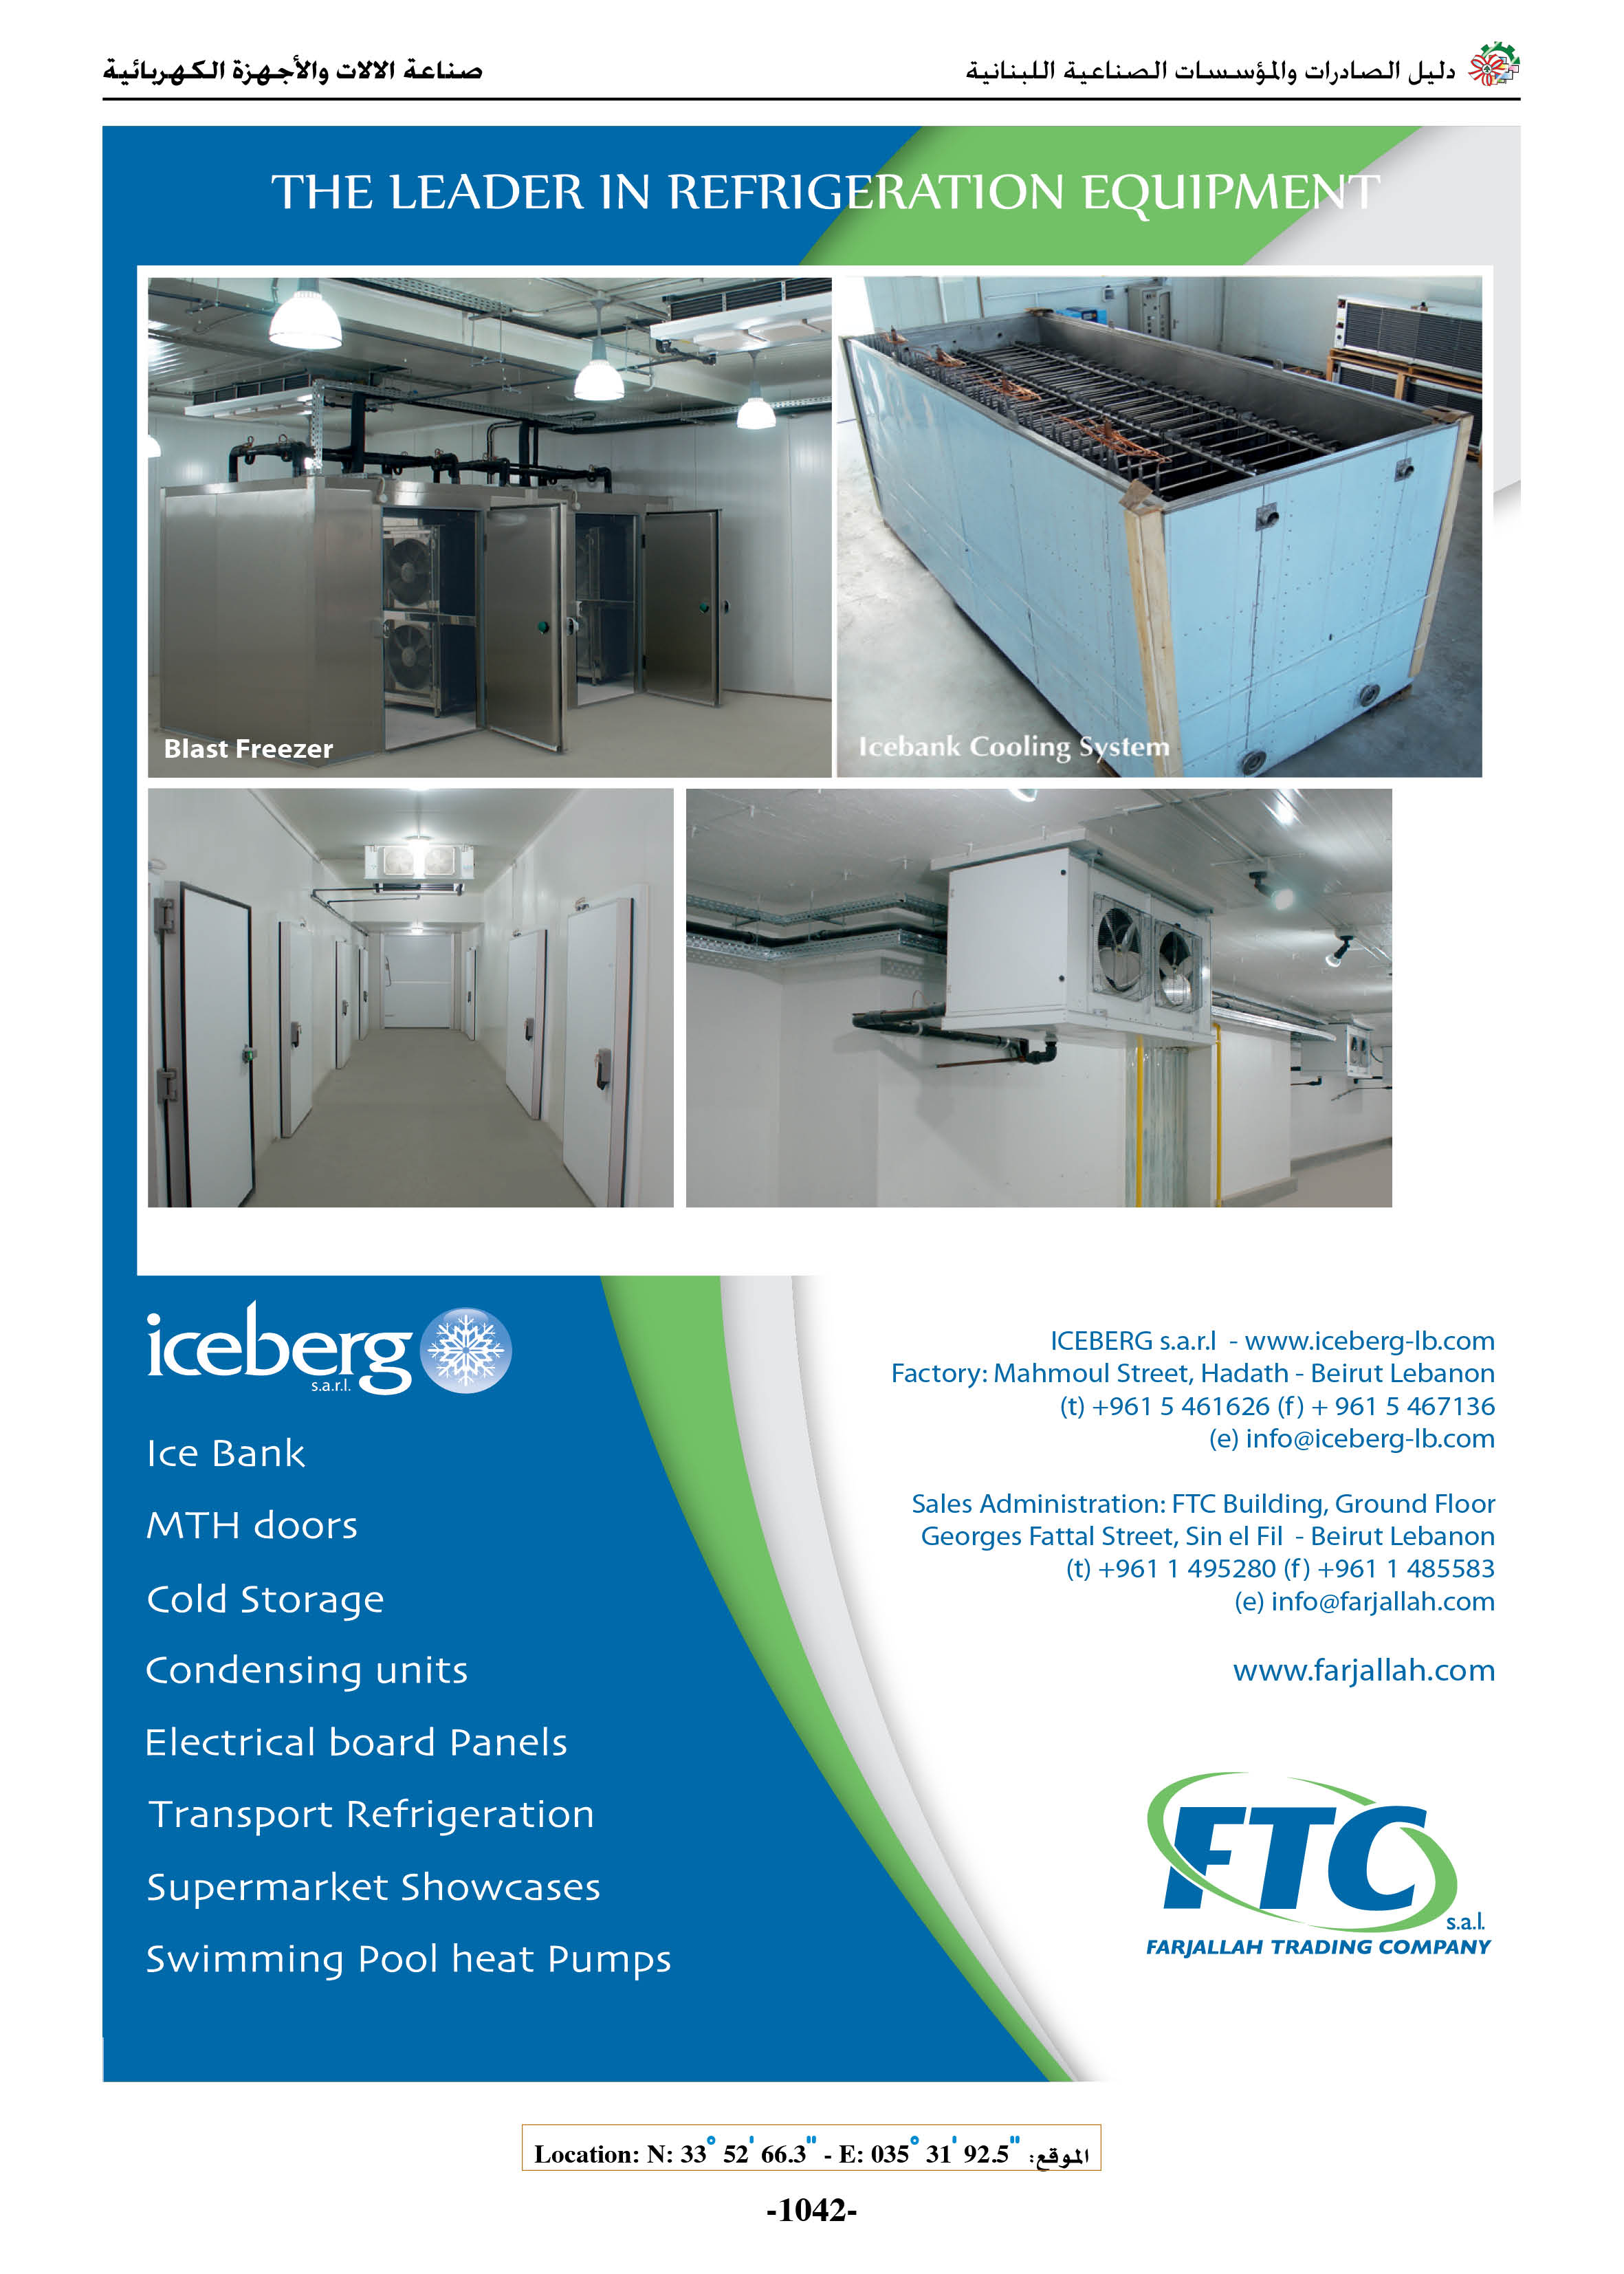 دليل الصادرات والمؤسسات الصناعية اللبنانية
صناعة الالات والأجهزة الكهربائية
THE LEADER IN REFRIGERATION EQUIPMENT
Blast Freezer
Icebank Cooling System
iceberg
s.a.r.l.
Ice Bank
MTH doors
Cold Storage
Condensing units
Electrical board Panels
Transport Refrigeration
Supermarket Showcases
Swimming Pool heat Pumps
ICEBERG s.a.r.l - www.iceberg-lb.com
Factory: Mahmoul Street, Hadath - Beirut Lebanon
(t) +961 5 461626 (f) + 961 5 467136
(e) info@iceberg-lb.com
Sales Administration: FTC Building, Ground Floor
Georges Fattal Street, Sin el Fil - Beirut Lebanon
(t) +961 1 495280 (f) +961 1 485583
(e) info@farjallah.com
www.farjallah.com
FTC
s.a.l.
FARJALLAH TRADING COMPANY
Location: N: 33° 52' 66.3" - E: 035° 31' 92.5" :الموقع
-1042-